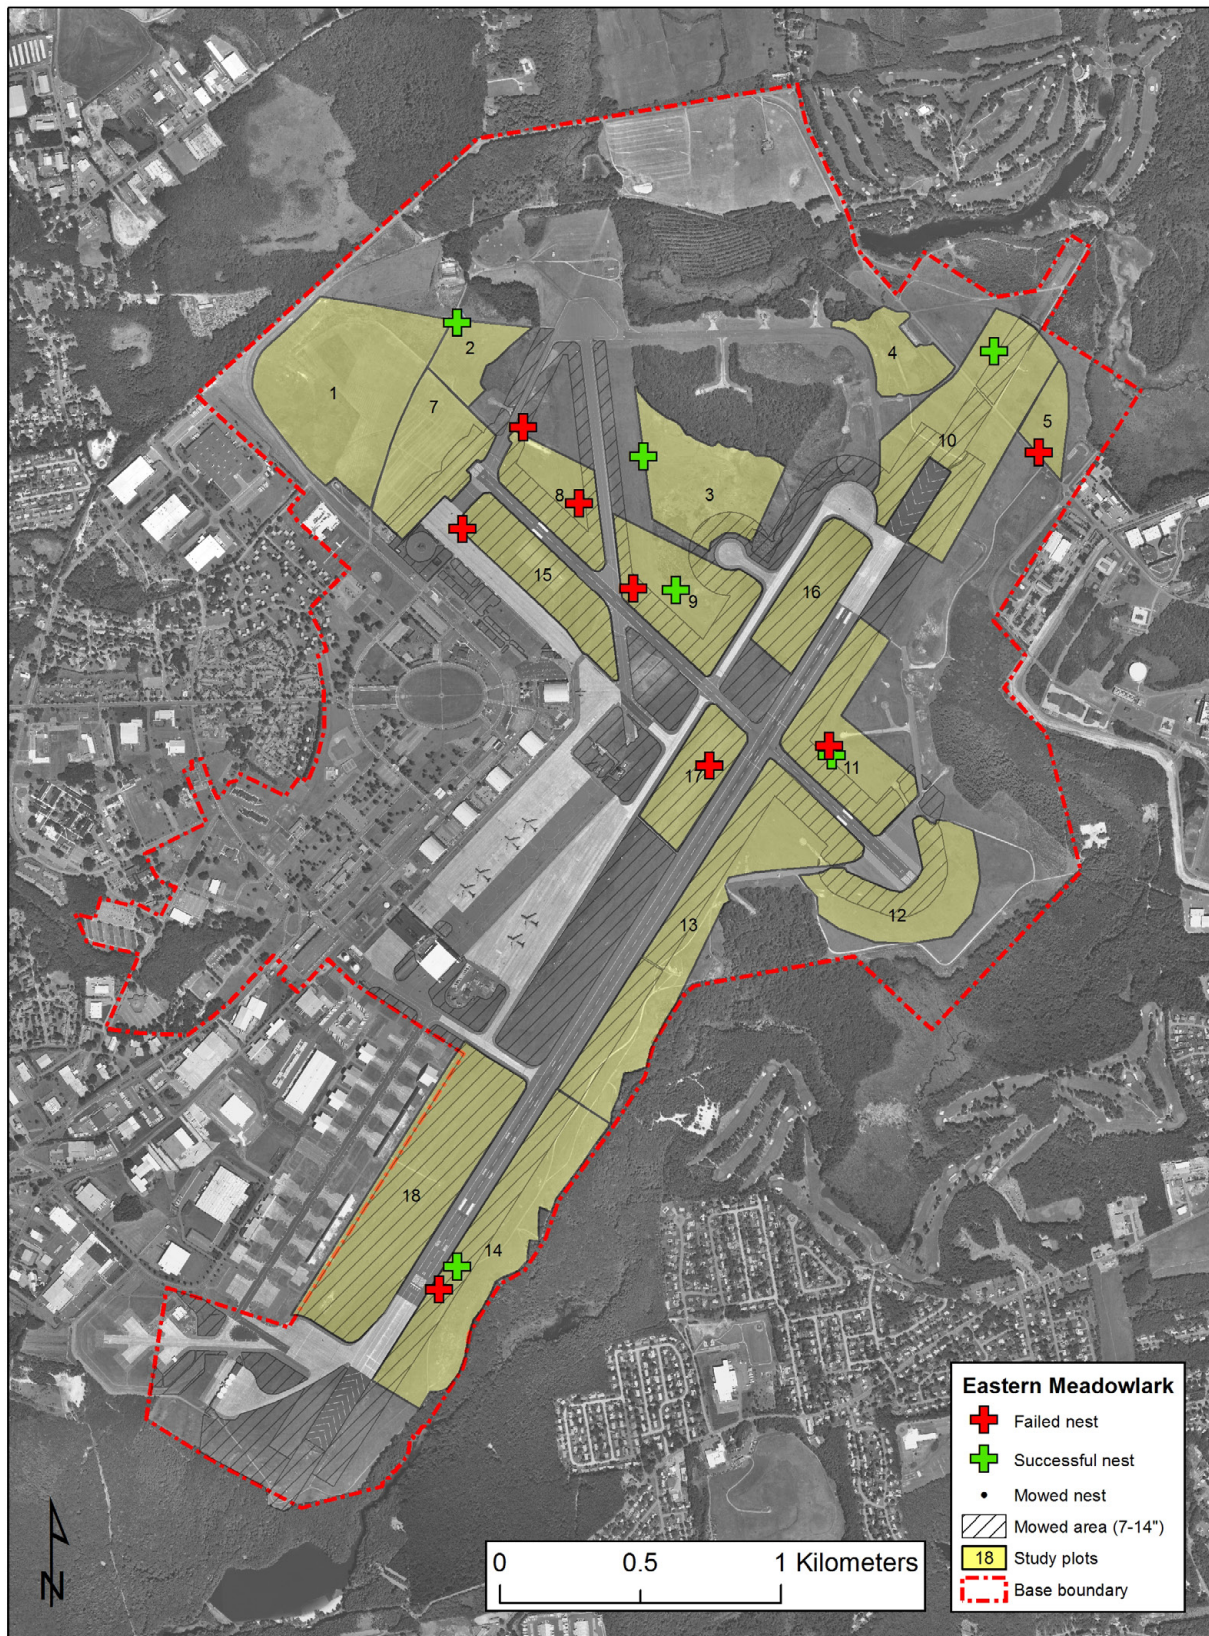 2
1
4
7
5
10
3
8
15
16
9
17
11
12
13
18
14
Eastern Meadowlark
Failed nest
Successful nest
Mowed nest
Mowed area (7-14")
18 Study plots
Base boundary
0 0.5 1 Kilometers
N